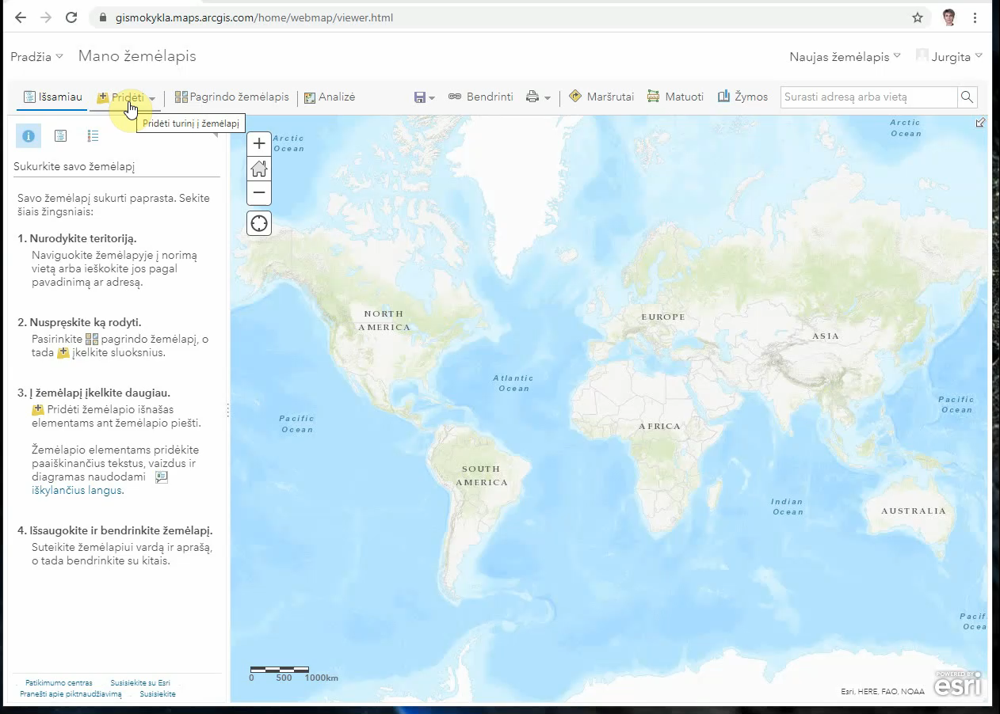 gismokykla.maps.arcgis.com/home/webmap/viewer.html
Pradžia Mano žemėlapis Naujas žemėlapis Jurgita
Išsamiau Pridėti Pagrindo žemėlapis Analizė Bendrinti Maršrutai Matuoti Žymos Surasti adresą arba vietą
Pridėti turinį į žemėlapį
Sukurkite savo žemėlapį
Savo žemėlapį sukurti paprasta. Sekite
šiais žingsniais:
1. Nurodykite teritoriją.
Naviguokite žemėlapyje į norimą
vietą arba ieškokite jos pagal
pavadinimą ar adresą.
2. Nuspręskite ką rodyti.
Pasirinkite pagrindo žemėlapį, o
tada įkelkite sluoksnius.
3. Į žemėlapį įkelkite daugiau.
Pridėti žemėlapio išnašas
elementams ant žemėlapio piešti.
Žemėlapio elementams pridėkite
paaiškinančius tekstus, vaizdus ir
diagramas naudodami
iškylančius langus.
4. Išsaugokite ir bendrinkite žemėlapį.
Suteikite žemėlapiui vardą ir aprašą,
o tada bendrinkite su kitais.
Patikimumo centras Susisiekite su Esri
Pranešti apie piktnaudžiavimą Susisiekite
Arctic
Ocean
Arctic
Ocean
NORTH
AMERICA
EUROPE
ASIA
Atlantic
Ocean
Pacific
Ocean
Pacific
Ocean
AFRICA
SOUTH
AMERICA
Indian
Ocean
AUSTRALIA
Pacif
Ocea
0 500 1000km
Esri, HERE, FAO, NOAA
POWERED BY
esri